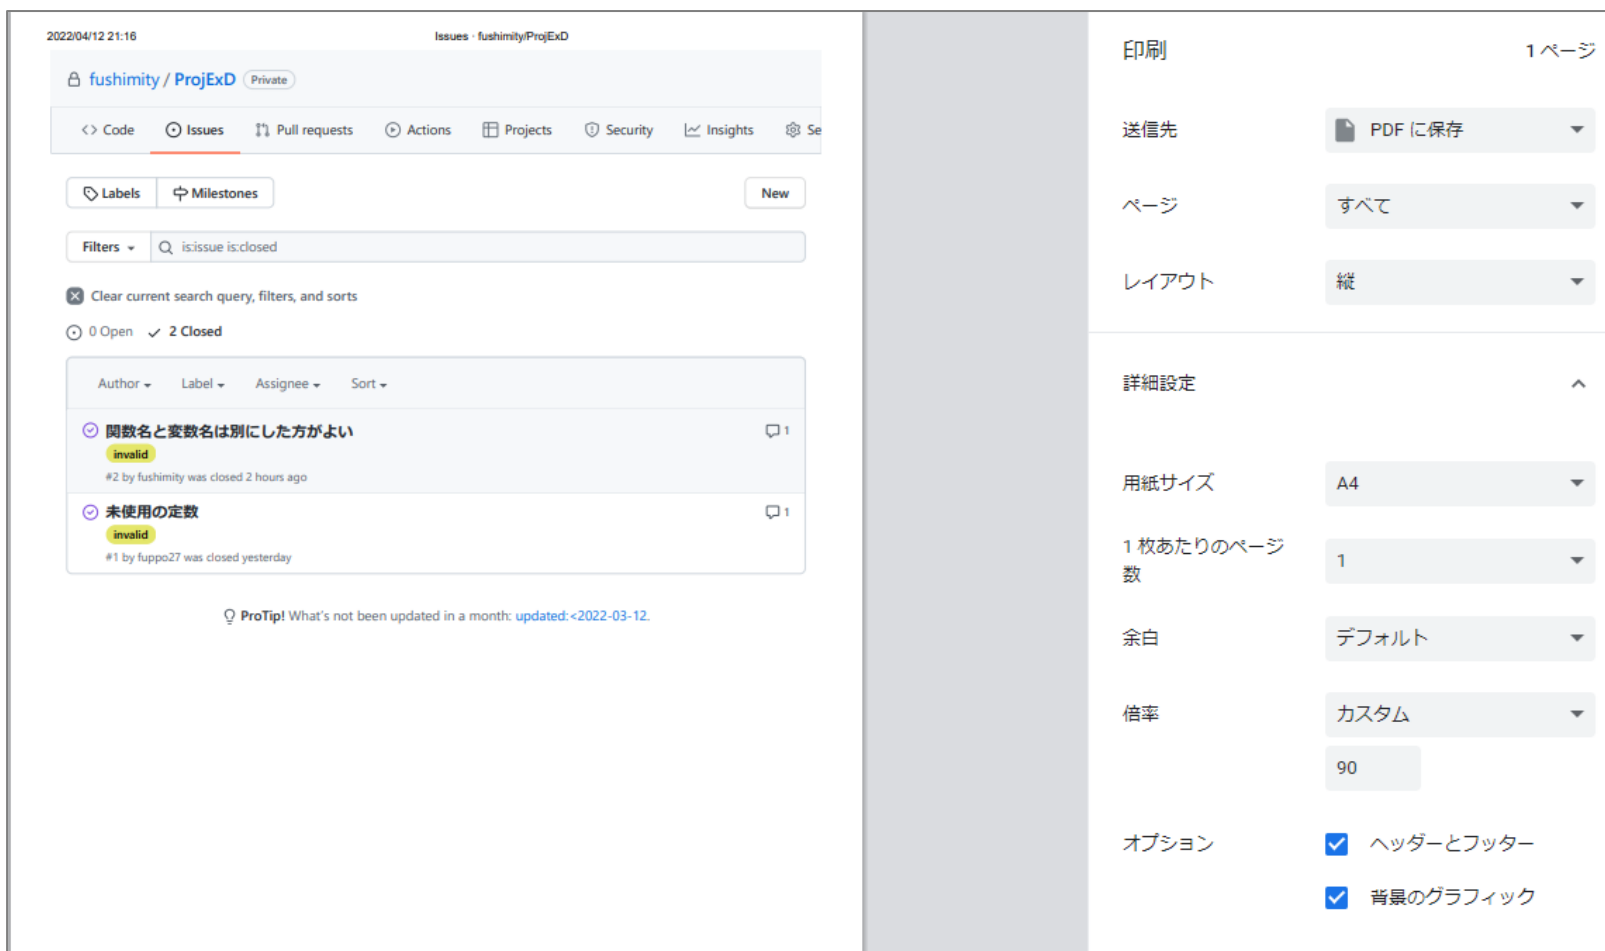 2022/04/12 21:16 Issues · fushimity/ProjExD
fushimity / ProjExD Private
<> Code Issues Pull requests Actions Projects Security Insights Se
Labels Milestones New
Filters is:issue is:closed
Clear current search query, filters, and sorts
0 Open 2 Closed
Author Label Assignee Sort
関数名と変数名は別にした方がよい 1
invalid
#2 by fushimity was closed 2 hours ago
未使用の定数 1
invalid
#1 by fuppo27 was closed yesterday
ProTip! What's not been updated in a month: updated:<2022-03-12.
印刷 1 ページ
送信先 PDF に保存
ページ すべて
レイアウト 縦
詳細設定
用紙サイズ A4
1 枚あたりのページ
数 1
余白 デフォルト
倍率 カスタム
90
オプション ヘッダーとフッター
背景のグラフィック